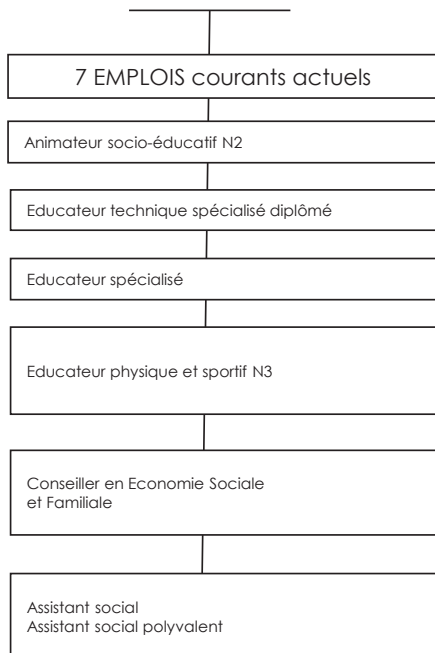 7 EMPLOIS courants actuels
Animateur socio-éducatif N2
Educateur technique spécialisé diplômé
Educateur spécialisé
Educateur physique et sportif N3
Conseiller en Economie Sociale
et Familiale
Assistant social
Assistant social polyvalent